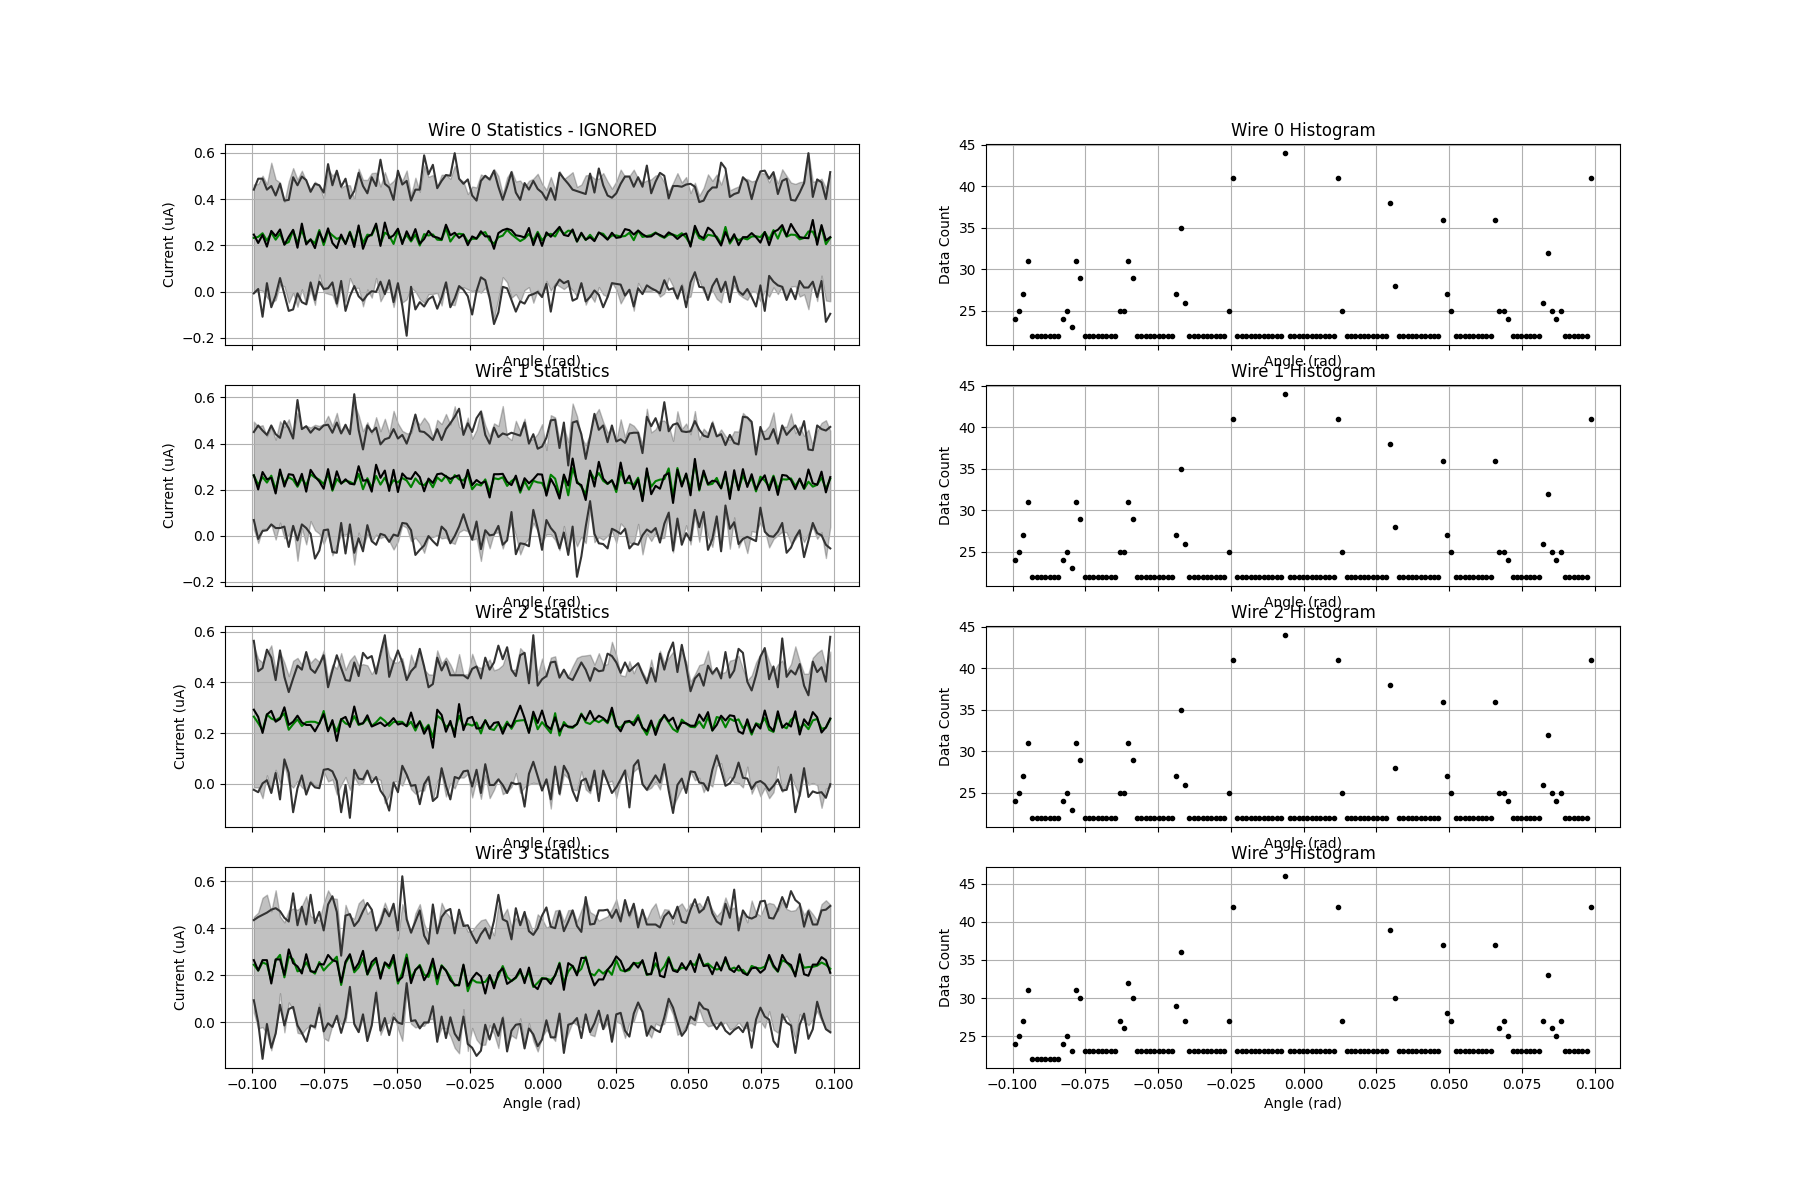 Wire 0 Statistics - IGNORED
Current (uA)
0.6
0.4
0.2
0.0
−0.2
Angle (rad)
Wire 0 Histogram
Data Count
45
40
35
30
25
Angle (rad)
Wire 1 Statistics
Current (uA)
0.6
0.4
0.2
0.0
−0.2
Angle (rad)
Wire 1 Histogram
Data Count
45
40
35
30
25
Angle (rad)
Wire 2 Statistics
Current (uA)
0.6
0.4
0.2
0.0
Angle (rad)
Wire 2 Histogram
Data Count
45
40
35
30
25
Angle (rad)
Wire 3 Statistics
Current (uA)
0.6
0.4
0.2
0.0
−0.100 −0.075 −0.050 −0.025 0.000 0.025 0.050 0.075 0.100
Angle (rad)
Wire 3 Histogram
Data Count
45
40
35
30
25
−0.100 −0.075 −0.050 −0.025 0.000 0.025 0.050 0.075 0.100
Angle (rad)